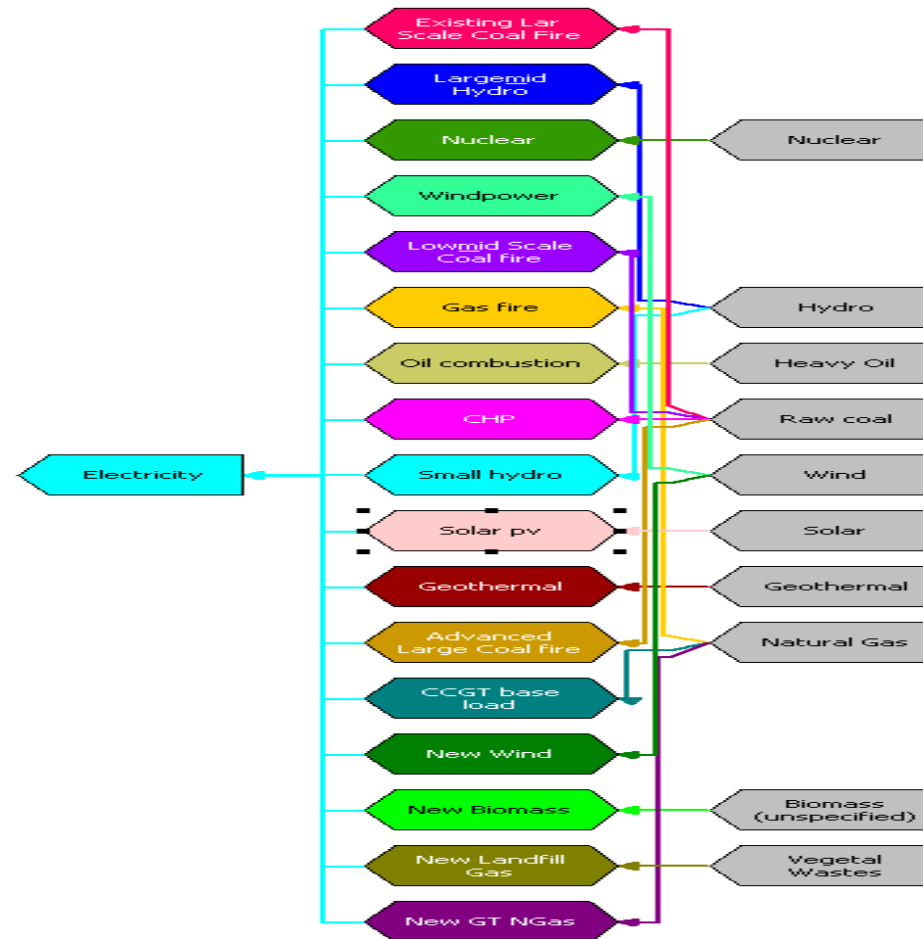 Existing Lar
Scale Coal Fire
Largemid
Hydro
Nuclear
Nuclear
Windpower
Lowmid Scale
Coal fire
Gas fire
Hydro
Oil combustion
Heavy Oil
CHP
Raw coal
Electricity
Small hydro
Wind
Solar pv
Solar
Geothermal
Geothermal
Advanced
Large Coal fire
Natural Gas
CCGT base
load
New Wind
New Biomass
Biomass
(unspecified)
New Landfill
Gas
Vegetal
Wastes
New GT NGas